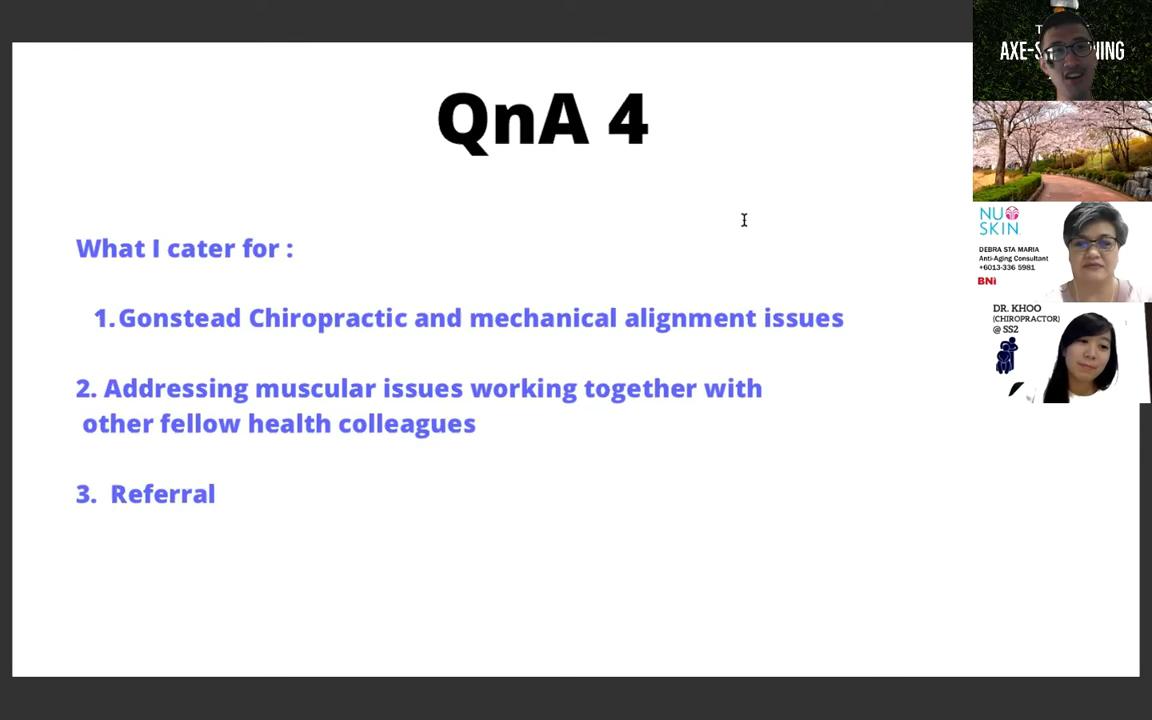 QnA 4
What I cater for :
1. Gonstead Chiropractic and mechanical alignment issues
2. Addressing muscular issues working together with
other fellow health colleagues
3. Referral
NU
SKIN
DEBRA STA MARIA
Anti-Aging Consultant
+6013-336 5981
BNI
DR. KHOO
(CHIROPRACTOR)
@ SS2